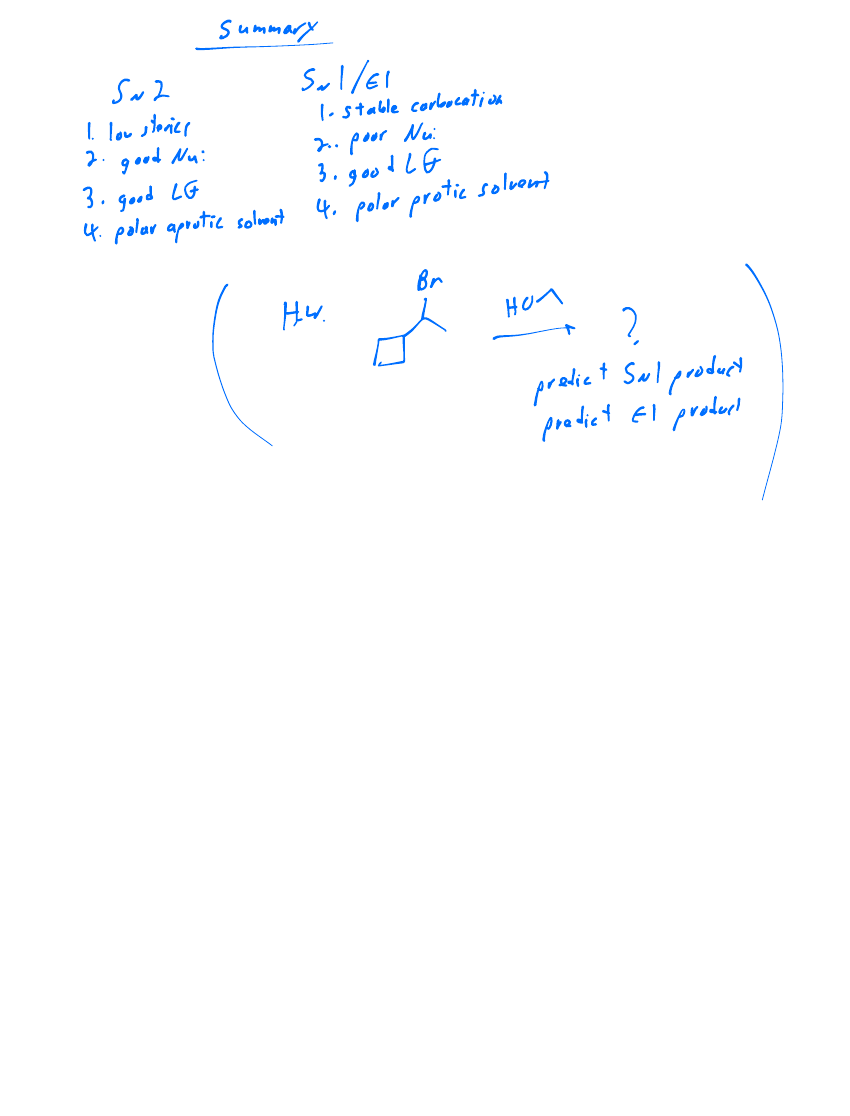 Summary
SN2
1. low sterics
2. good Nu:
3. good LG
4. polar aprotic solvent
SN1/E1
1. stable carbocation
2. poor Nu:
3. good LG
4. polar protic solvent
H.W.
Br
HO
?
predict SN1 product
predict E1 product